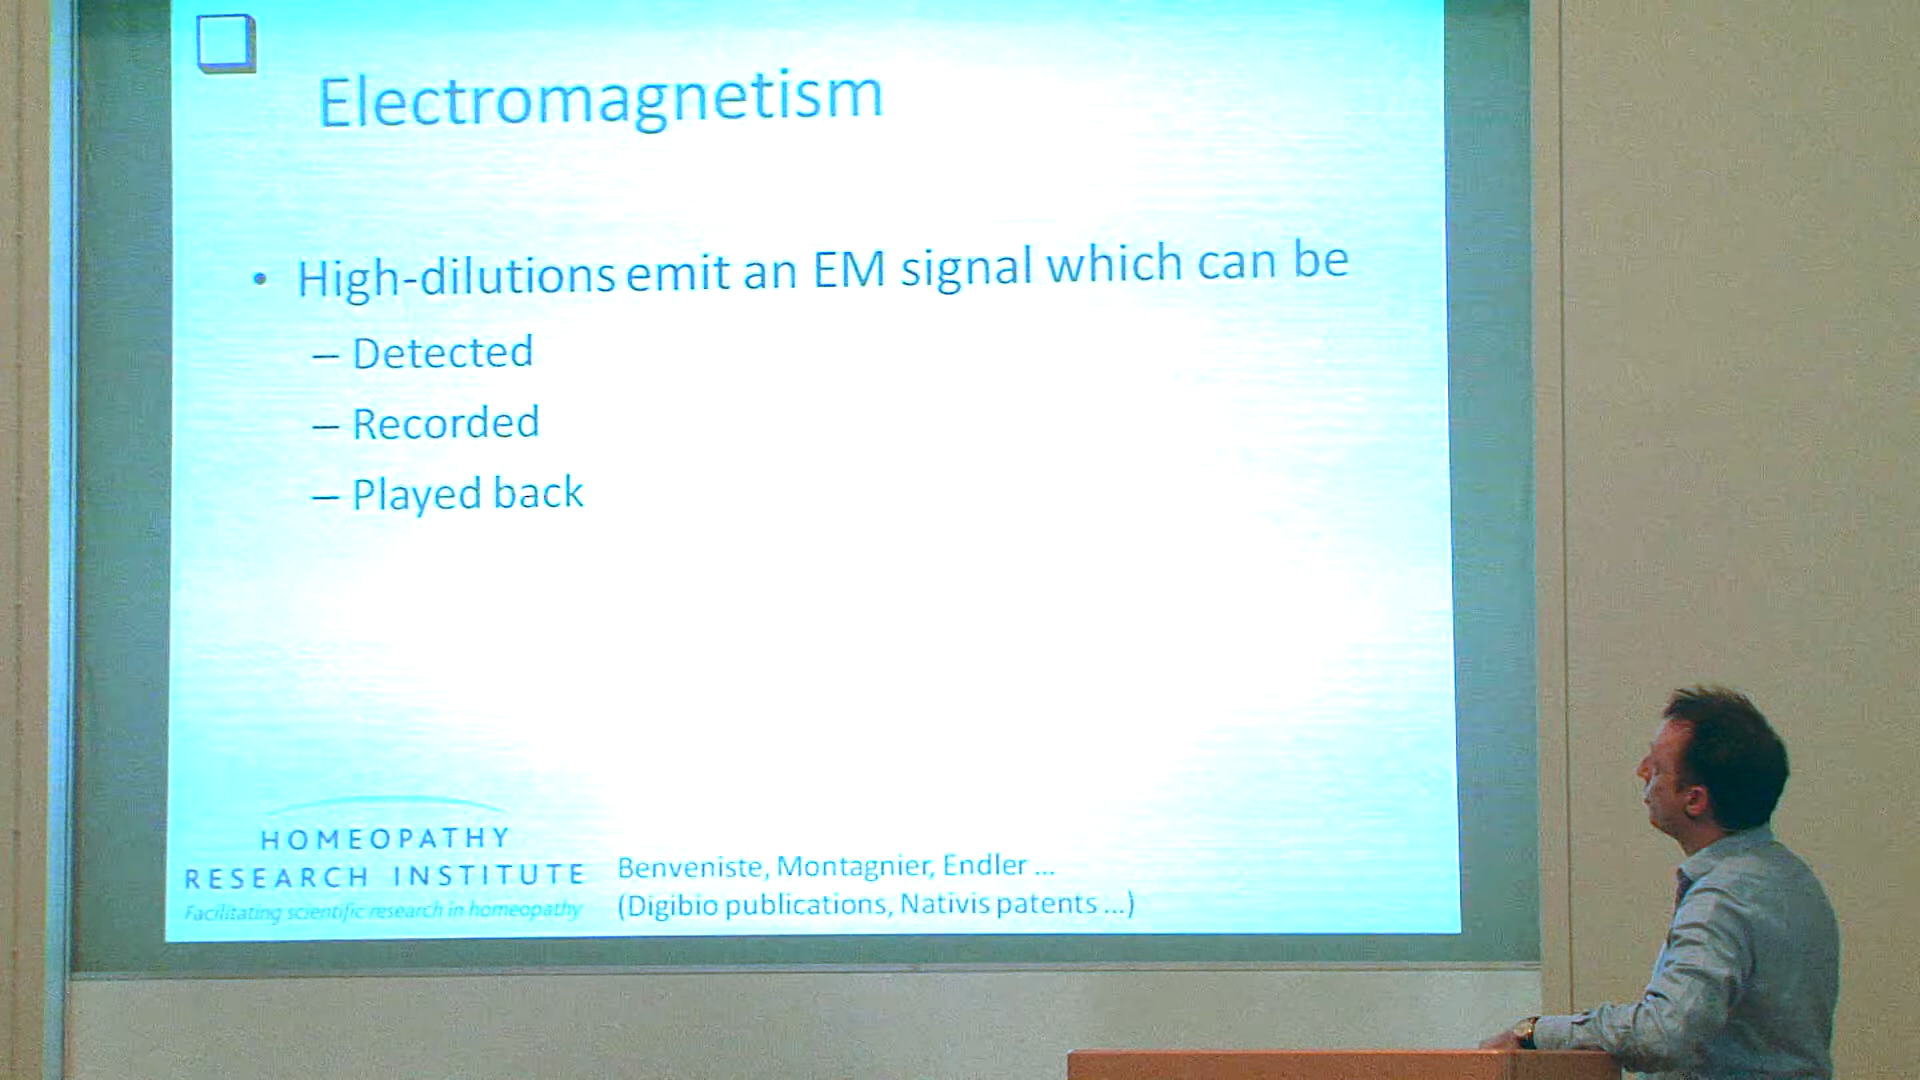 Electromagnetism
• High-dilutions emit an EM signal which can be
– Detected
– Recorded
– Played back
HOMEOPATHY
RESEARCH INSTITUTE
Facilitating scientific research in homeopathy
Benveniste, Montagnier, Endler ...
(Digibio publications, Nativis patents ...)